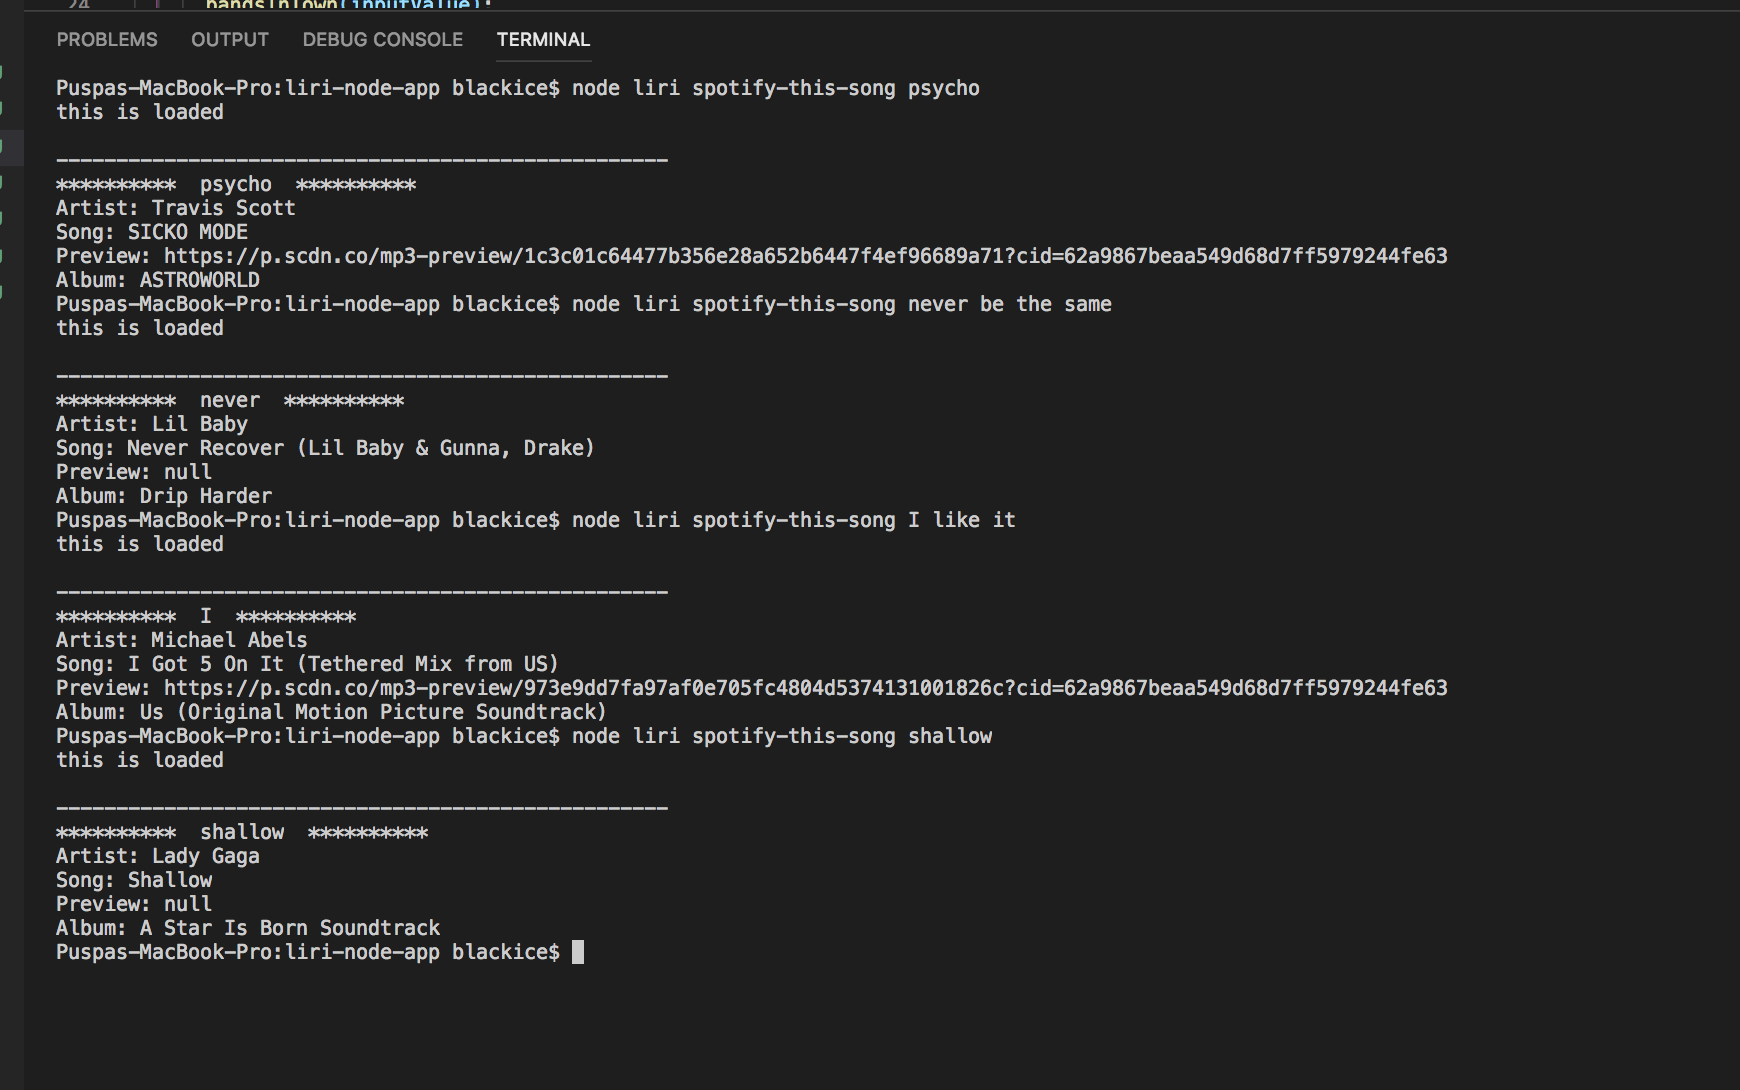 24 bandsInTown(inputValue);
PROBLEMS OUTPUT DEBUG CONSOLE TERMINAL
Puspas-MacBook-Pro:liri-node-app blackice$ node liri spotify-this-song psycho
this is loaded
---------------------------------------------------
********** psycho **********
Artist: Travis Scott
Song: SICKO MODE
Preview: https://p.scdn.co/mp3-preview/1c3c01c64477b356e28a652b6447f4ef96689a71?cid=62a9867beaa549d68d7ff5979244fe63
Album: ASTROWORLD
Puspas-MacBook-Pro:liri-node-app blackice$ node liri spotify-this-song never be the same
this is loaded
---------------------------------------------------
********** never **********
Artist: Lil Baby
Song: Never Recover (Lil Baby & Gunna, Drake)
Preview: null
Album: Drip Harder
Puspas-MacBook-Pro:liri-node-app blackice$ node liri spotify-this-song I like it
this is loaded
---------------------------------------------------
********** I **********
Artist: Michael Abels
Song: I Got 5 On It (Tethered Mix from US)
Preview: https://p.scdn.co/mp3-preview/973e9dd7fa97af0e705fc4804d5374131001826c?cid=62a9867beaa549d68d7ff5979244fe63
Album: Us (Original Motion Picture Soundtrack)
Puspas-MacBook-Pro:liri-node-app blackice$ node liri spotify-this-song shallow
this is loaded
---------------------------------------------------
********** shallow **********
Artist: Lady Gaga
Song: Shallow
Preview: null
Album: A Star Is Born Soundtrack
Puspas-MacBook-Pro:liri-node-app blackice$